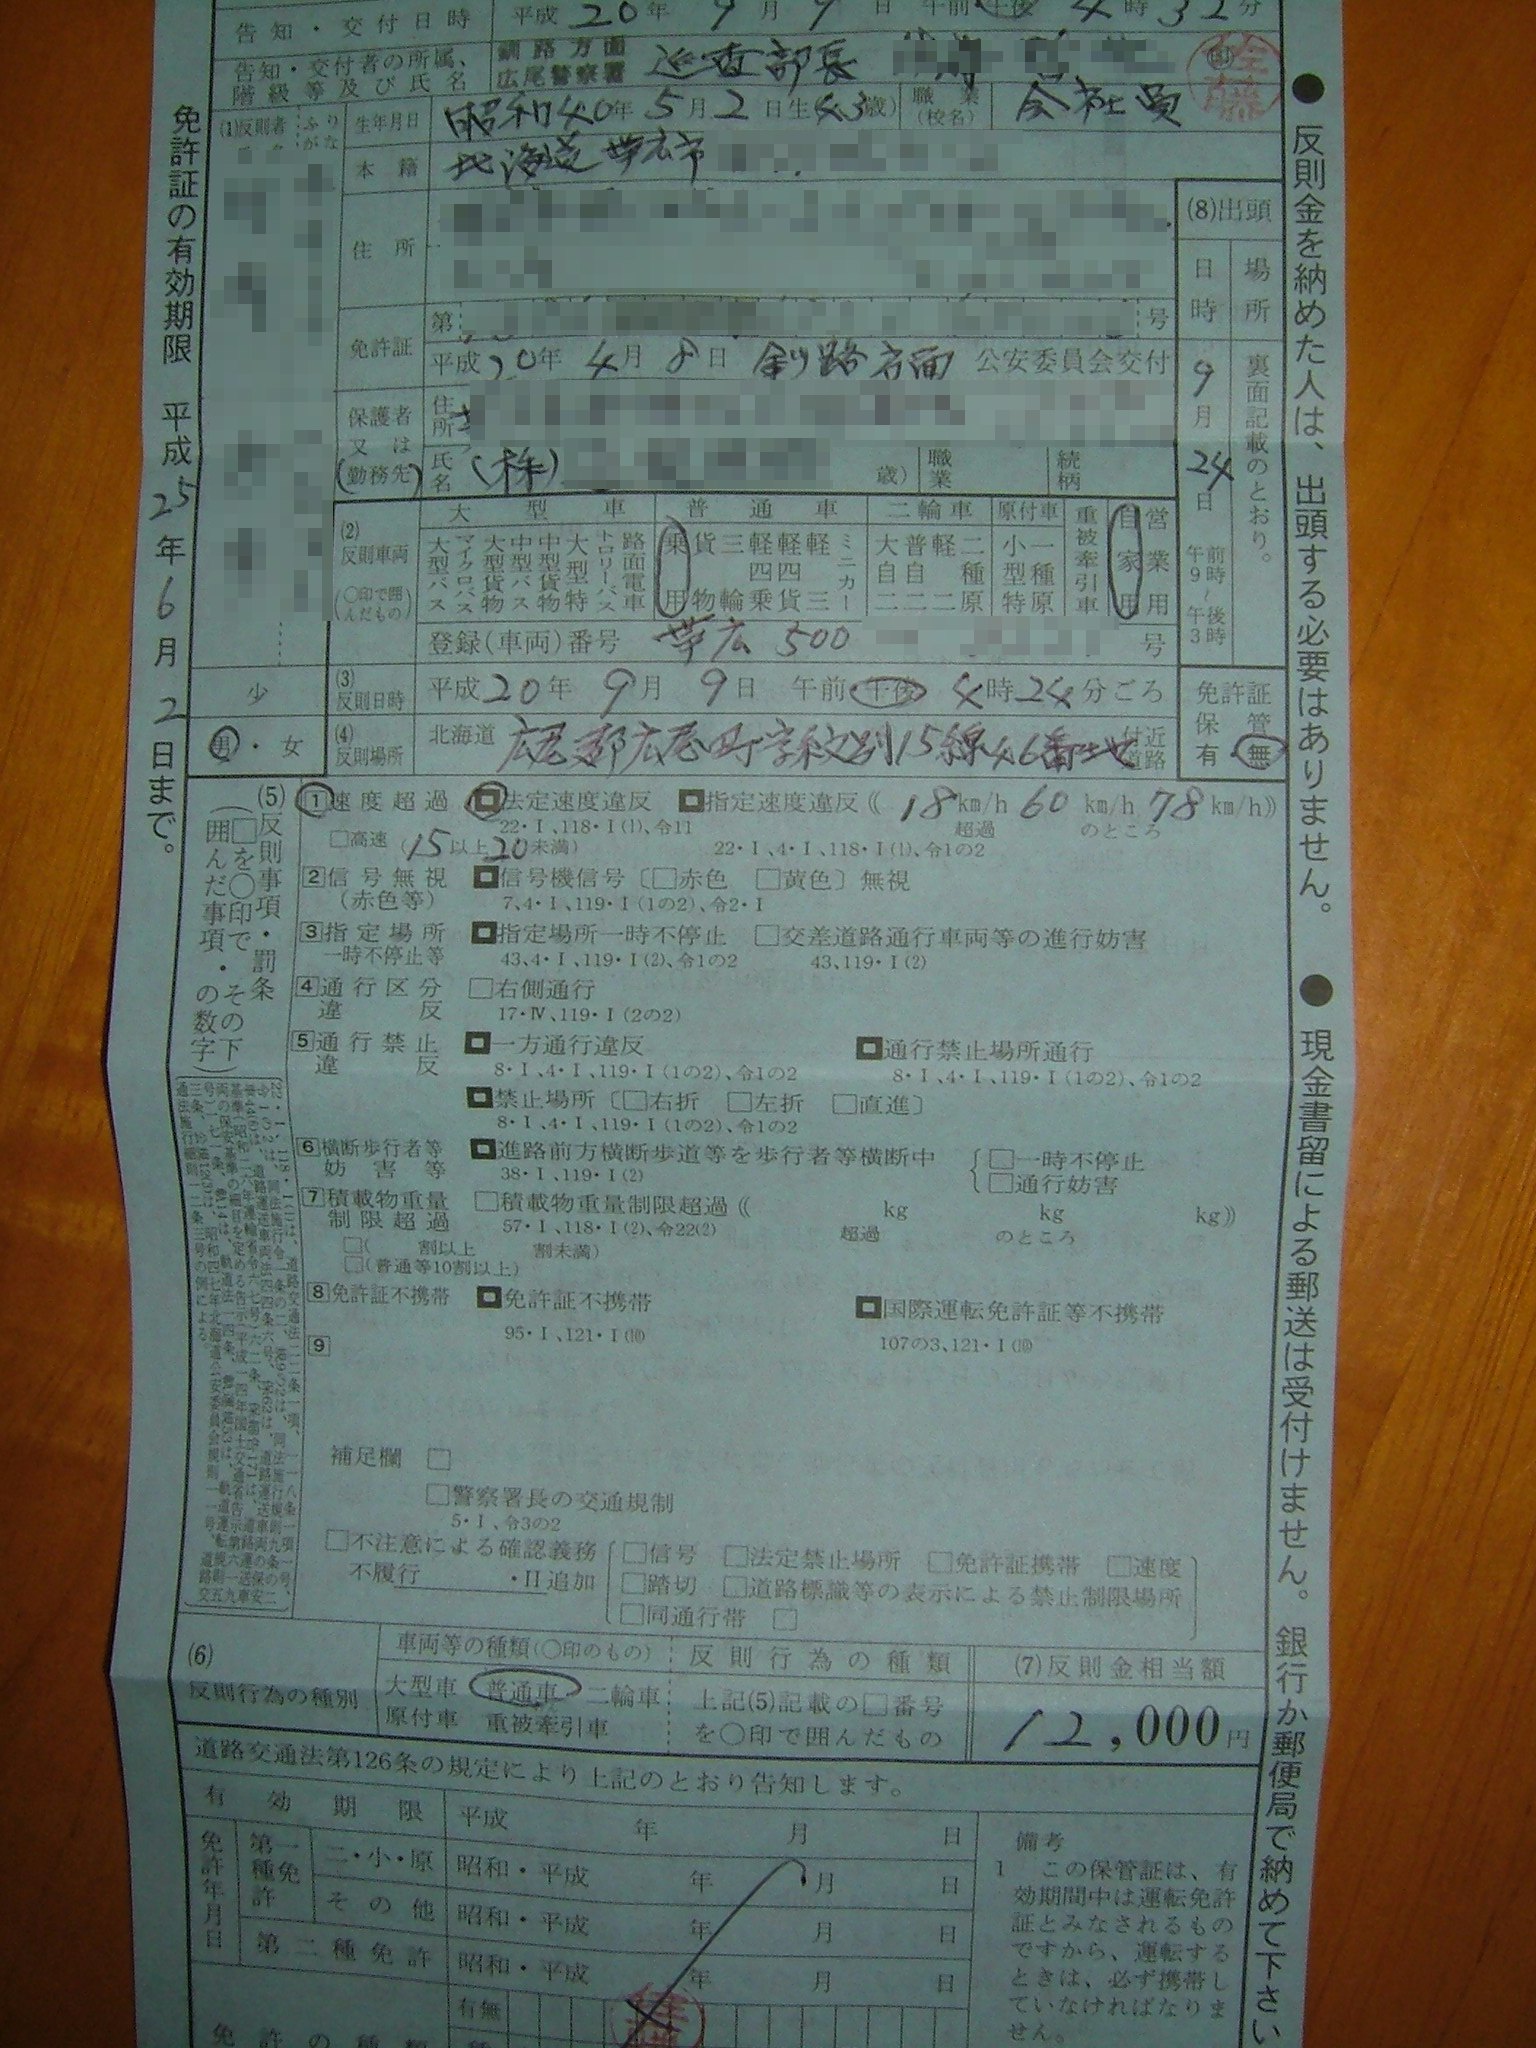 告知・交付日時 平成20年 9月 9日 午前 午後 4時32分
告知・交付者の所属、階級等及び氏名 釧路方面 広尾警察署 巡査部長
(1)反則者 ふりがな
生年月日 昭和40年5月2日生 43歳) 職業(校名) 会社員
本籍 北海道帯広市
住所
免許証 第 号
平成20年 4月 8日 釧路方面 公安委員会交付
保護者又は(勤務先) 住所
氏名 (株) 歳) 職業 続柄
(2)反則車両(○印で囲んだもの)
大型車 普通車 二輪車 原付車 重被牽引車 自家用 営業用
大型バス マイクロバス 大型貨物 中型バス 中型貨物 大型特 トロリーバス 路面電車
乗用 貨物 三輪 軽四乗 軽四貨 軽三 ミニカー
大自二 普自二 軽二 二種原 小型特 一種原
登録(車両)番号 帯広 500 号
少
(3)反則日時 平成20年 9月 9日 午前 午後 4時24分ごろ
男・女
(4)反則場所 北海道 広尾郡広尾町字紋別15線46番地 付近道路
(8)出頭
日時 場所
9月24日 午前9時~午後3時
裏面記載のとおり。
免許証保管 有 無
(5)反則事項・罰条(□を○印で囲んだ事項・その下の数字)
1 速度超過 □法定速度違反 □指定速度違反(( 18km/h 超過 60 km/hのところ 78km/h))
22・I、118・I(1)、令11
□高速(15以上20未満) 22・I、4・I、118・I(1)、令1の2
2 信号無視(赤色等) □信号機信号〔□赤色 □黄色〕無視
7、4・I、119・I(1の2)、令2・I
3 指定場所一時不停止等 □指定場所一時不停止 □交差道路通行車両等の進行妨害
43、4・I、119・I(2)、令1の2 43、119・I(2)
4 通行区分違反 □右側通行
17・IV、119・I(2の2)
5 通行禁止違反 □一方通行違反 □通行禁止場所通行
8・I、4・I、119・I(1の2)、令1の2 8・I、4・I、119・I(1の2)、令1の2
□禁止場所〔□右折 □左折 □直進〕
8・I、4・I、119・I(1の2)、令1の2
6 横断歩行者等妨害等 □進路前方横断歩道等を歩行者等横断中 □一時不停止 □通行妨害
38・I、119・I(2)
7 積載物重量制限超過 □積載物重量制限超過(( kg 超過 kgのところ kg))
57・I、118・I(2)、令22(2)
□( 割以上 割未満)
□(普通等10割以上)
8 免許証不携帯 □免許証不携帯 □国際運転免許証等不携帯
95・I、121・I(10) 107の3、121・I(10)
9
補足欄 □
□警察署長の交通規制
5・I、令3の2
□不注意による確認義務不履行 ・II追加
□信号 □法定禁止場所 □免許証携帯 □速度
□踏切 □道路標識等の表示による禁止制限場所
□同通行帯 □
(6)反則行為の種別
車両等の種類(○印のもの) 反則行為の種類 (7)反則金相当額
大型車 普通車 二輪車 原付車 重被牽引車
上記(5)記載の□番号を○印で囲んだもの
12,000円
道路交通法第126条の規定により上記のとおり告知します。
有効期限 平成 年 月 日
免許年月日
第一種免許 二・小・原 昭和・平成 年 月 日
その他 昭和・平成 年 月 日
第二種免許 昭和・平成 年 月 日
免許の種類 有無
備考
1 この保管証は、有
効期間中は運転免許
証とみなされるもの
ですから、運転する
ときは、必ず携帯し
ていなければなりま
せん。
免許証の有効期限 平成25年6月2日まで。
●反則金を納めた人は、出頭する必要はありません。 ●現金書留による郵送は受付けません。銀行か郵便局で納めて下さい